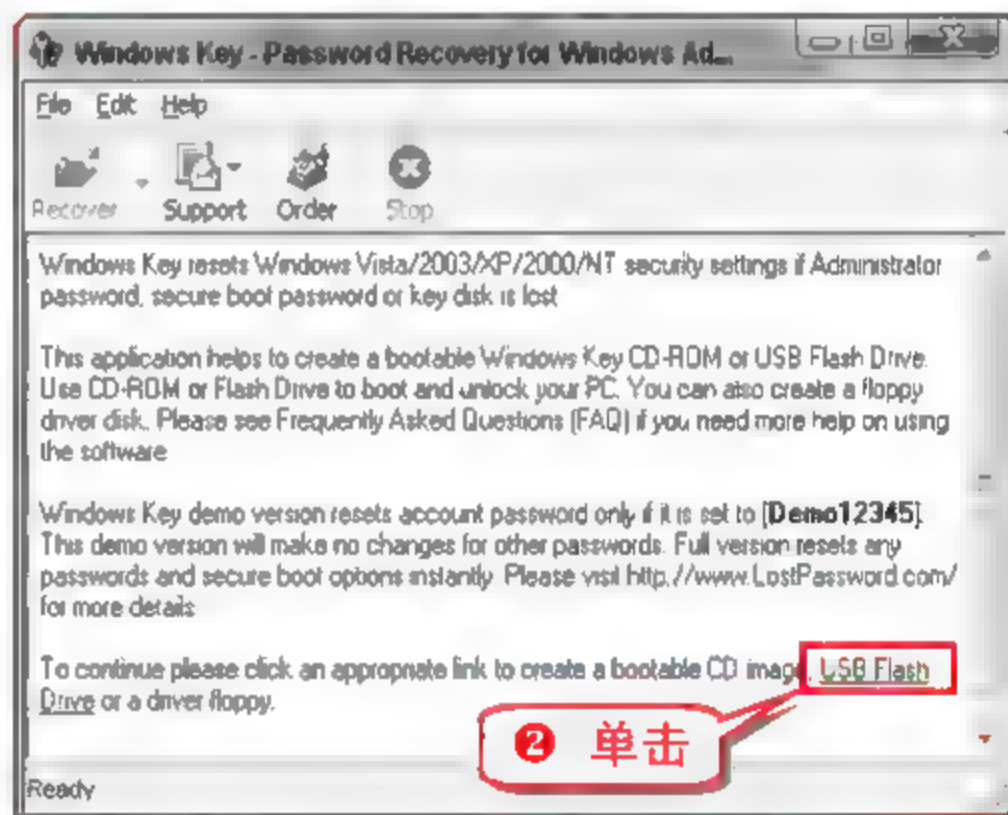 Windows Key - Password Recovery for Windows Ad...
File Edit Help
Recover Support Order Stop
Windows Key resets Windows Vista/2003/XP/2000/NT security settings if Administrator
password, secure boot password or key disk is lost
This application helps to create a bootable Windows Key CD-ROM or USB Flash Drive.
Use CD-ROM or Flash Drive to boot and unlock your PC. You can also create a floppy
driver disk. Please see Frequently Asked Questions (FAQ) if you need more help on using
the software
Windows Key demo version resets account password only if it is set to [Demo12345].
This demo version will make no changes for other passwords. Full version resets any
passwords and secure boot options instantly. Please visit http://www.LostPassword.com/
for more details
To continue please click an appropriate link to create a bootable CD image, USB Flash
Drive or a driver floppy.
❷ 单击
Ready